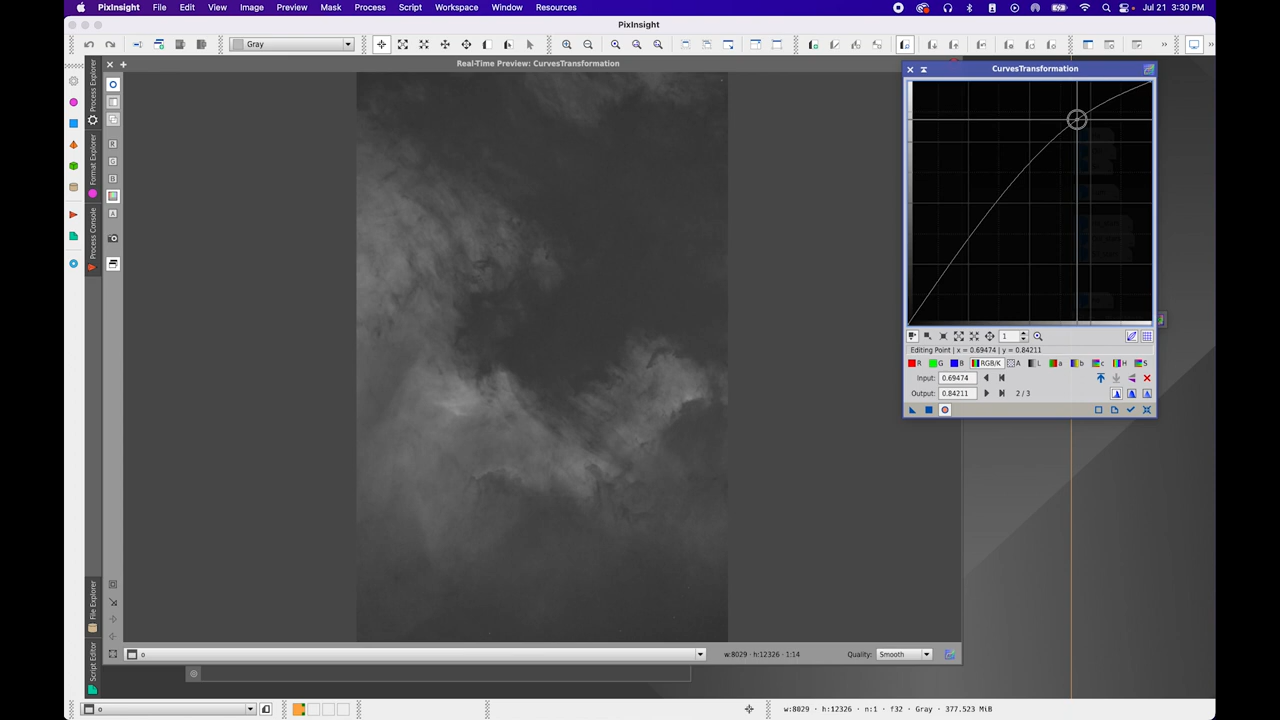 PixInsight File Edit View Image Preview Mask Process Script Workspace Window Resources Jul 21 3:30 PM
PixInsight
Gray
Real-Time Preview: CurvesTransformation
CurvesTransformation
Process Explorer
Format Explorer
Process Console
File Explorer
Script Editor
R
G
B
A
1
Editing Point | x = 0.69474 | y = 0.84211
R G B RGB/K A L a b c H S
Input: 0.69474
Output: 0.84211 2 / 3
o w:8029 · h:12326 · 1:14 Quality: Smooth
o w:8029 · h:12326 · n:1 · f32 · Gray · 377.523 MiB